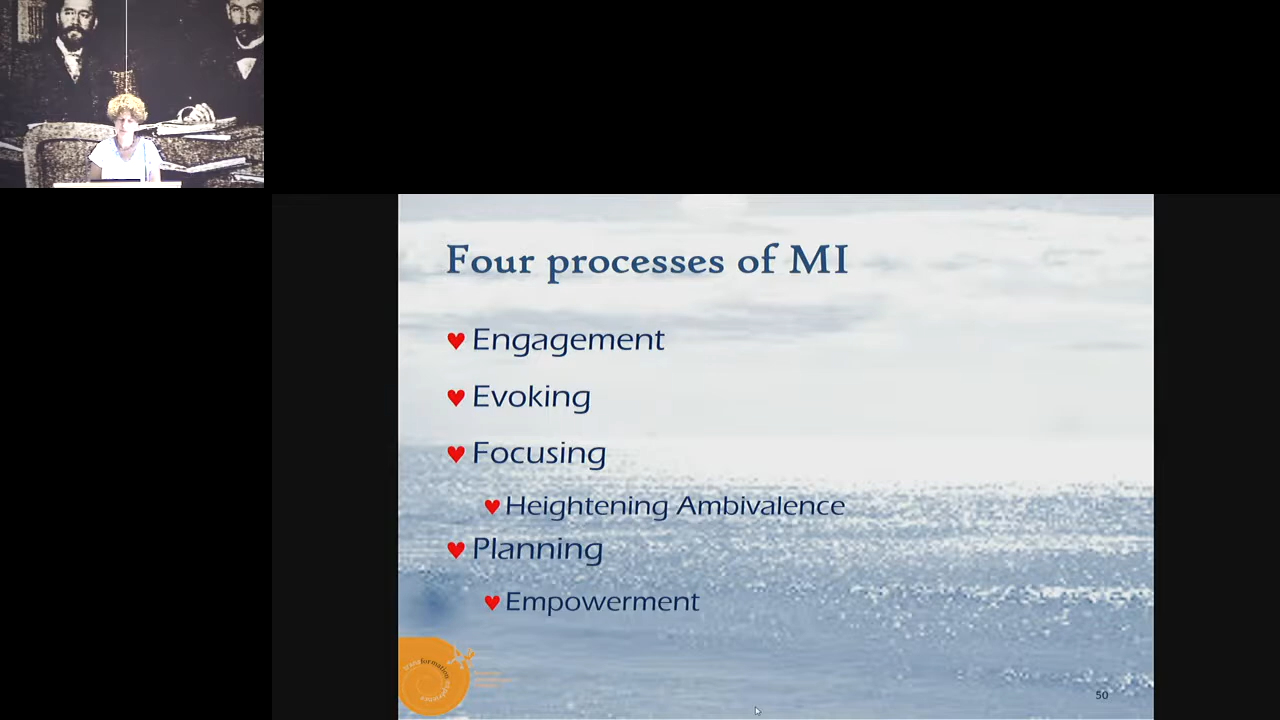 Four processes of MI
♥ Engagement
♥ Evoking
♥ Focusing
♥ Heightening Ambivalence
♥ Planning
♥ Empowerment
50